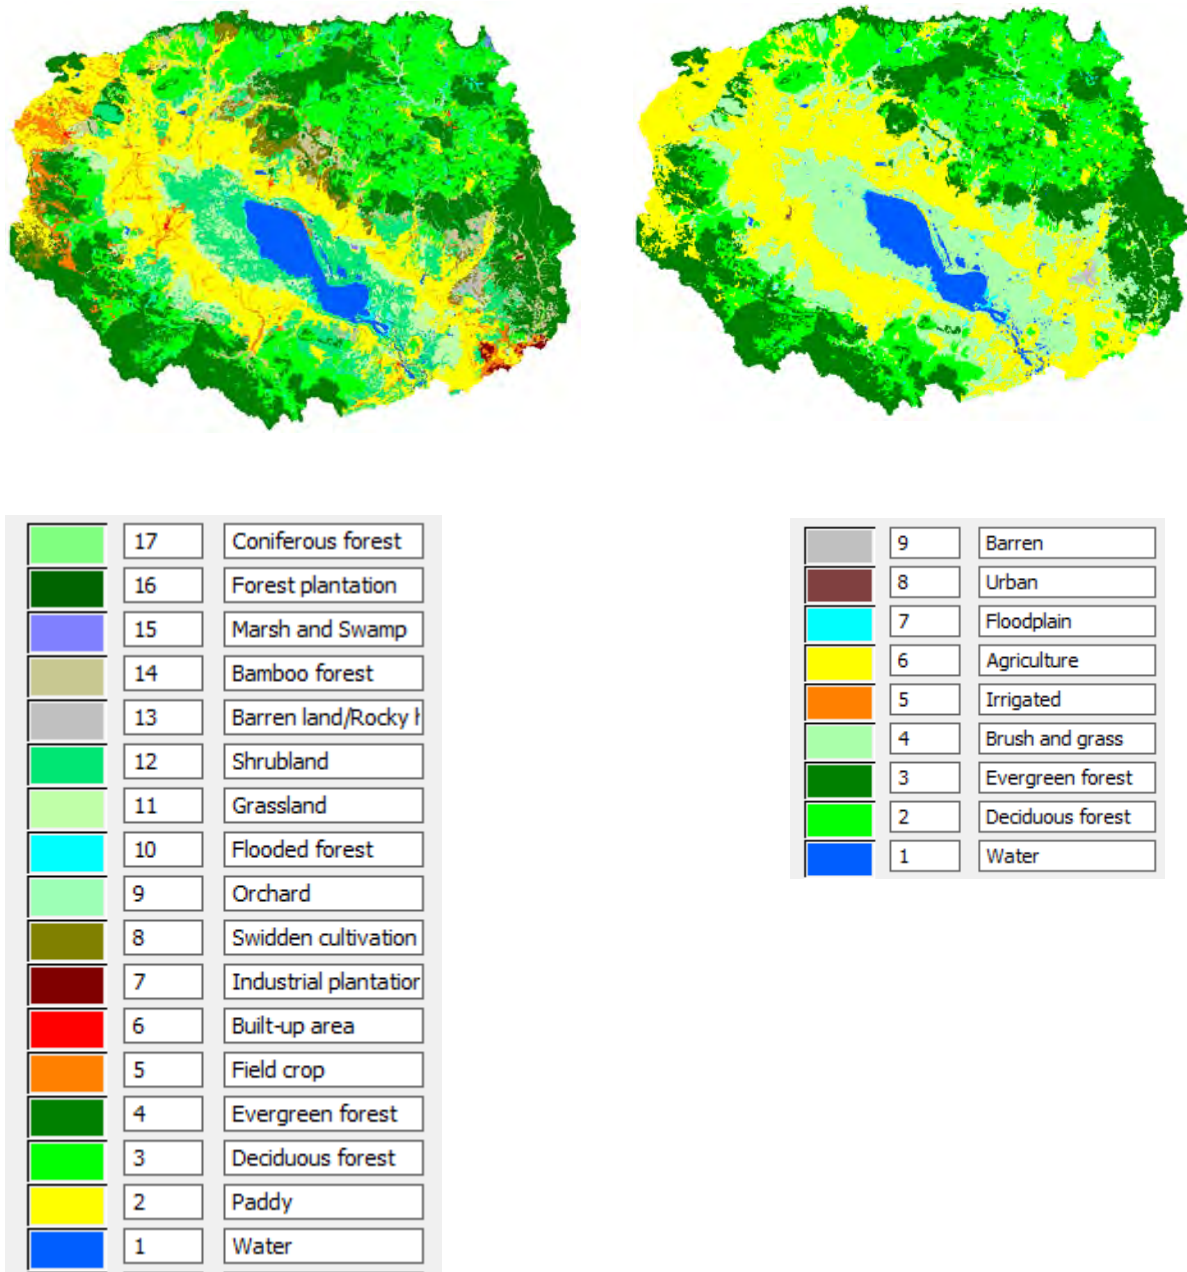 17 Coniferous forest
16 Forest plantation
15 Marsh and Swamp
14 Bamboo forest
13 Barren land/Rocky
12 Shrubland
11 Grassland
10 Flooded forest
9 Orchard
8 Swidden cultivation
7 Industrial plantation
6 Built-up area
5 Field crop
4 Evergreen forest
3 Deciduous forest
2 Paddy
1 Water
9 Barren
8 Urban
7 Floodplain
6 Agriculture
5 Irrigated
4 Brush and grass
3 Evergreen forest
2 Deciduous forest
1 Water